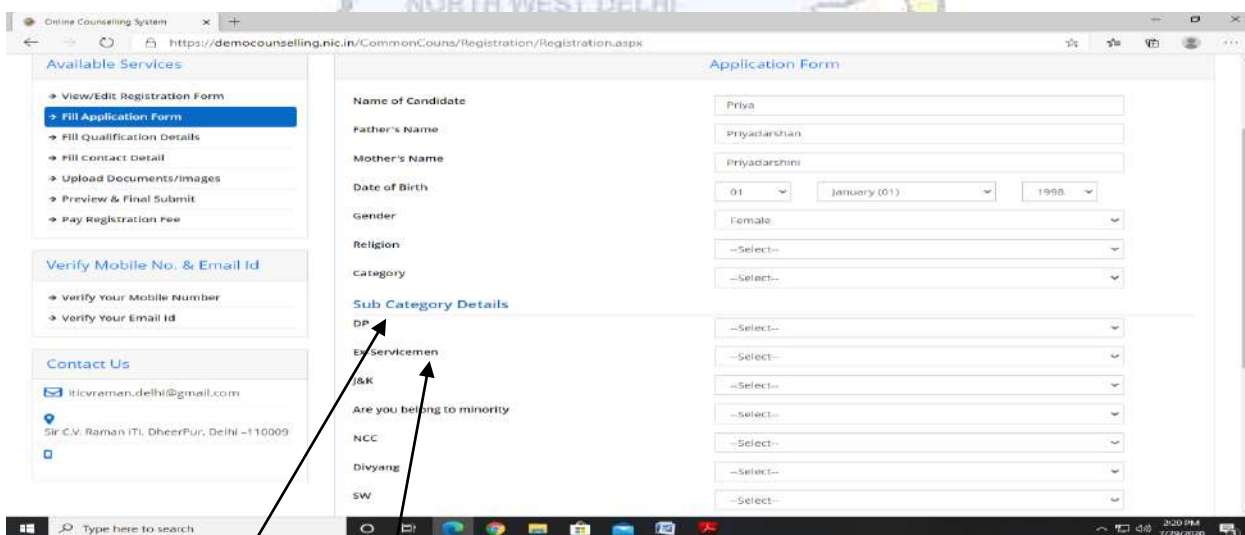 NORTH WEST DELHI
Online Counselling System
https://democounselling.nic.in/CommonCouns/Registration/Registration.aspx
Available Services
View/Edit Registration Form
Fill Application Form
Fill Qualification Details
Fill Contact Detail
Upload Documents/Images
Preview & Final Submit
Pay Registration Fee
Verify Mobile No. & Email Id
Verify Your Mobile Number
Verify Your Email Id
Contact Us
iticvraman.delhi@gmail.com
Sir C.V. Raman ITI, DheerPur, Delhi -110009
Application Form
Name of Candidate Priya
Father's Name Priyadarshan
Mother's Name Priyadarshini
Date of Birth 01 January (01) 1998
Gender Female
Religion --Select--
Category --Select--
Sub Category Details
DP --Select--
Ex-Servicemen --Select--
J&K --Select--
Are you belong to minority --Select--
NCC --Select--
Divyang --Select--
SW --Select--
Type here to search
2:20 PM
7/29/2020